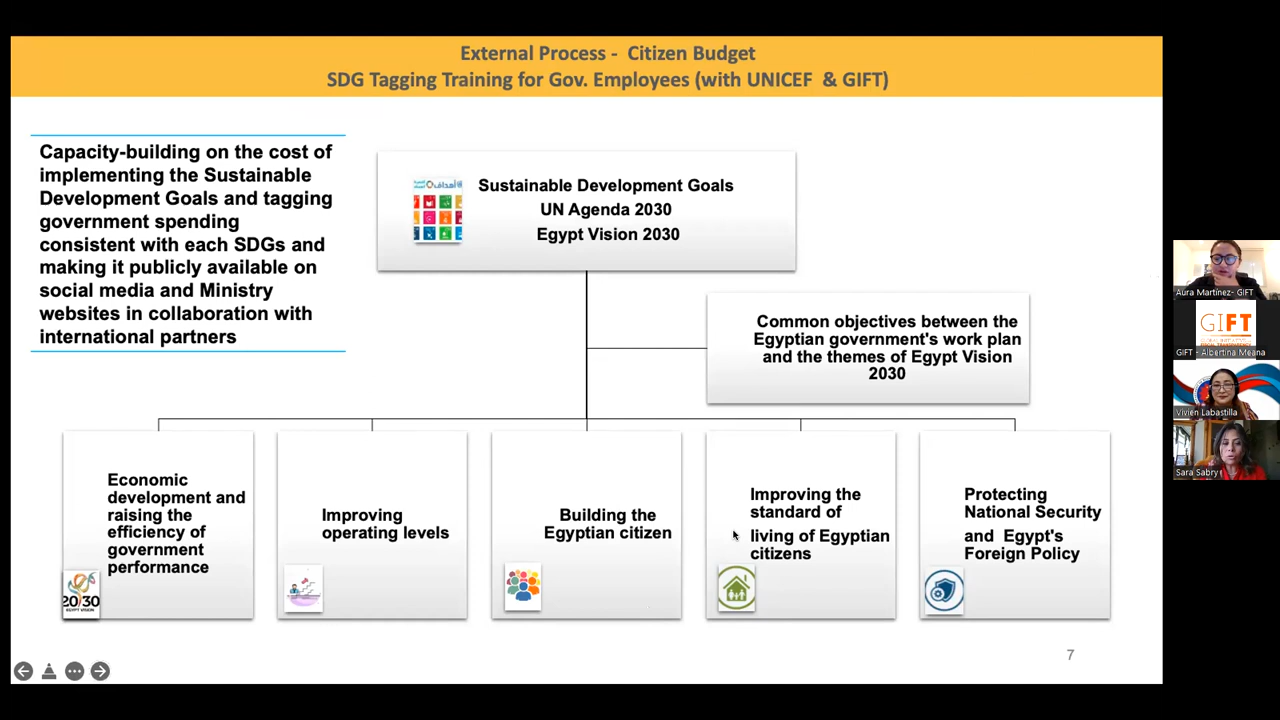 External Process - Citizen Budget
SDG Tagging Training for Gov. Employees (with UNICEF & GIFT)
Capacity-building on the cost of
implementing the Sustainable
Development Goals and tagging
government spending
consistent with each SDGs and
making it publicly available on
social media and Ministry
websites in collaboration with
international partners
أهداف
Sustainable Development Goals
UN Agenda 2030
Egypt Vision 2030
Common objectives between the
Egyptian government's work plan
and the themes of Egypt Vision
2030
Economic
development and
raising the
efficiency of
government
performance
2030
EGYPT VISION
Improving
operating levels
Building the
Egyptian citizen
Improving the
standard of
living of Egyptian
citizens
Protecting
National Security
and Egypt's
Foreign Policy
7
Aura Martínez- GIFT
GIFT
GIFT - Albertina Meana
Vivien Labastilla
Sara Sabry